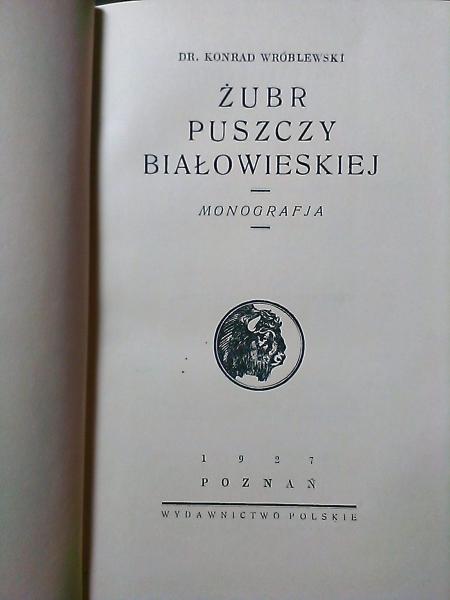 DR. KONRAD WRÓBLEWSKI
ŻUBR
PUSZCZY
BIAŁOWIESKIEJ
MONOGRAFJA
1927
POZNAŃ
WYDAWNICTWO POLSKIE